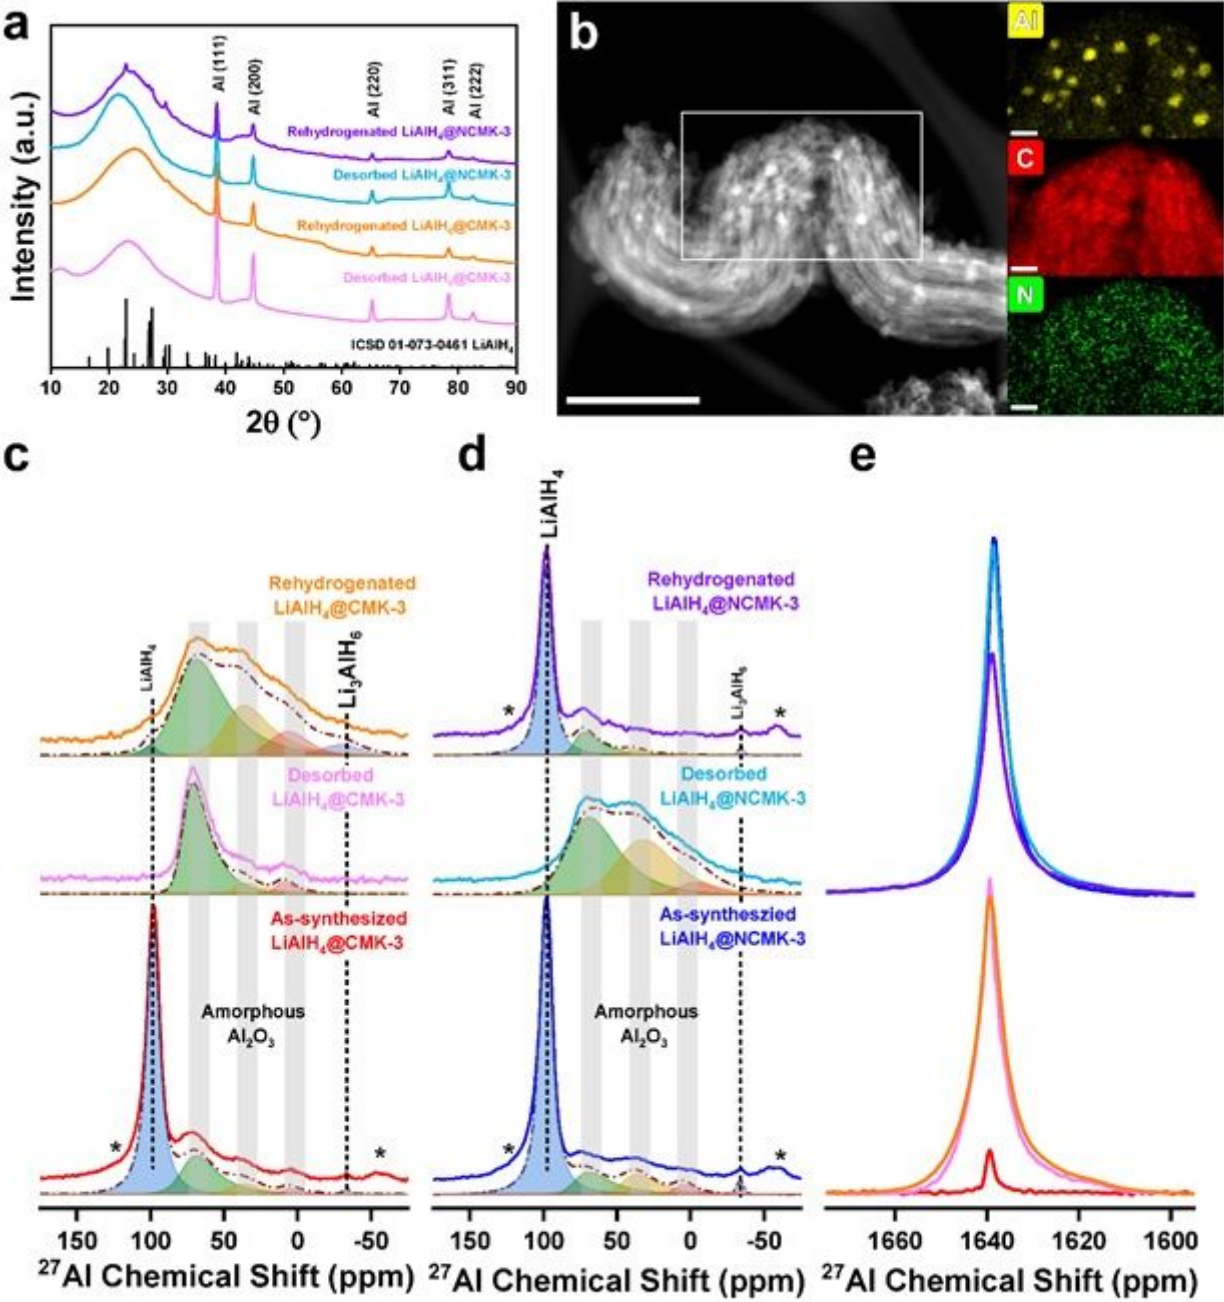 a
Intensity (a.u.)
Al (111)
Al (200)
Al (220)
Al (311)
Al (222)
Rehydrogenated LiAlH₄@NCMK-3
Desorbed LiAlH₄@NCMK-3
Rehydrogenated LiAlH₄@CMK-3
Desorbed LiAlH₄@CMK-3
ICSD 01-073-0461 LiAlH₄
10 20 30 40 50 60 70 80 90
2θ (°)
b
Al
C
N
c
Rehydrogenated
LiAlH₄@CMK-3
LiAlH₄
Li₃AlH₆
Desorbed
LiAlH₄@CMK-3
As-synthesized
LiAlH₄@CMK-3
Amorphous
Al₂O₃
*
*
150 100 50 0 -50
²⁷Al Chemical Shift (ppm)
d
LiAlH₄
Rehydrogenated
LiAlH₄@NCMK-3
*
Li₃AlH₆
*
Desorbed
LiAlH₄@NCMK-3
As-syntheszied
LiAlH₄@NCMK-3
Amorphous
Al₂O₃
*
*
150 100 50 0 -50
²⁷Al Chemical Shift (ppm)
e
1660 1640 1620 1600
²⁷Al Chemical Shift (ppm)